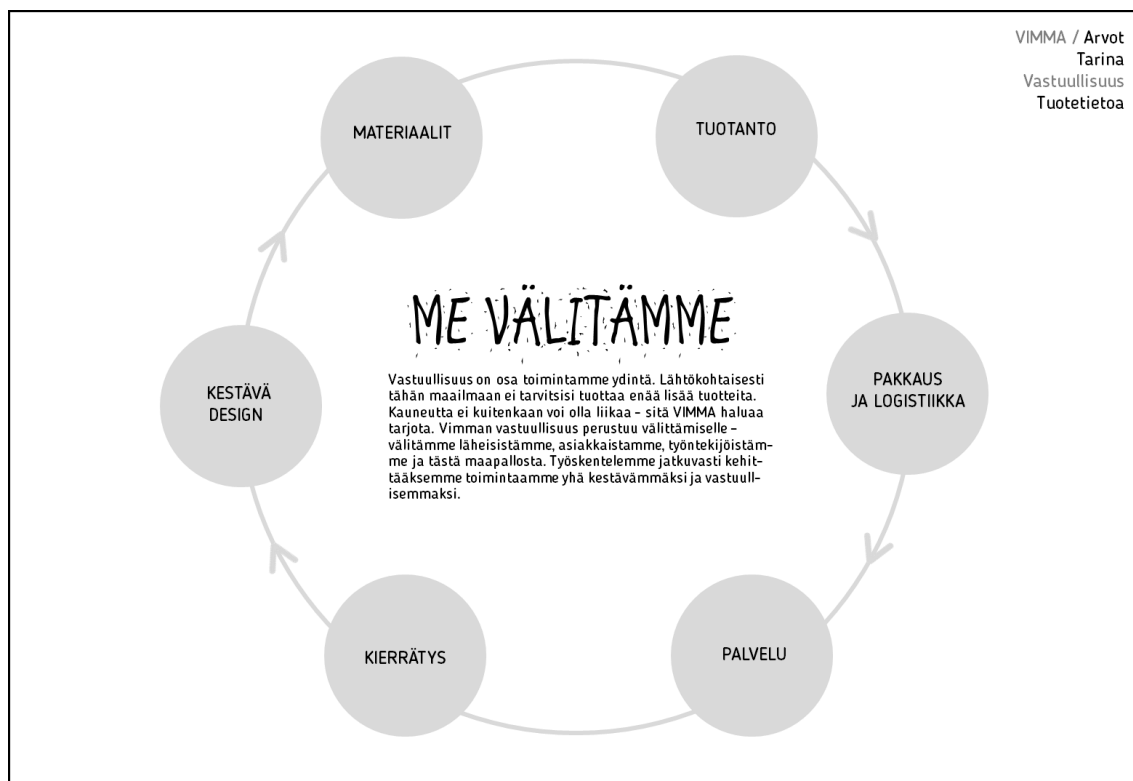 VIMMA / Arvot
Tarina
Vastuullisuus
Tuotetietoa
MATERIAALIT
TUOTANTO
KESTÄVÄ
DESIGN
ME VÄLITÄMME
Vastuullisuus on osa toimintamme ydintä. Lähtökohtaisesti
tähän maailmaan ei tarvitsisi tuottaa enää lisää tuotteita.
Kauneutta ei kuitenkaan voi olla liikaa – sitä VIMMA haluaa
tarjota. Vimman vastuullisuus perustuu välittämiselle –
välitämme läheisistämme, asiakkaistamme, työntekijöistäm-
me ja tästä maapallosta. Työskentelemme jatkuvasti kehit-
tääksemme toimintaamme yhä kestävämmäksi ja vastuull-
isemmaksi.
PAKKAUS
JA LOGISTIIKKA
KIERRÄTYS
PALVELU